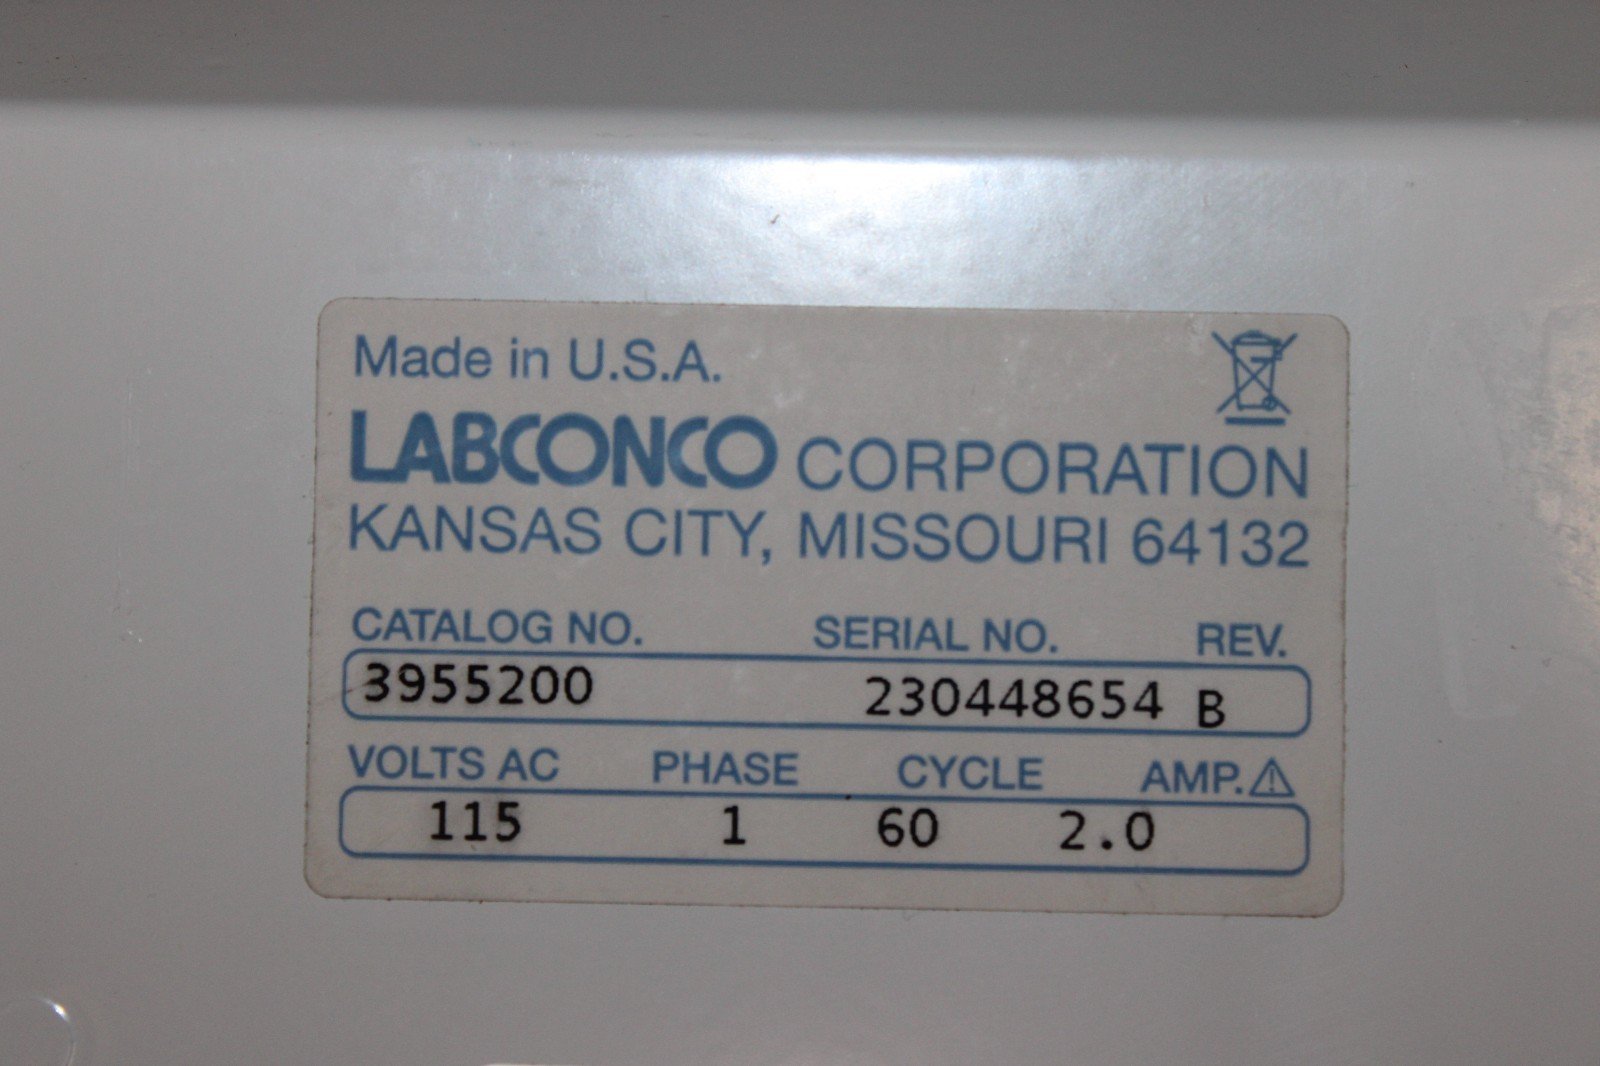 Made in U.S.A.
LABCONCO CORPORATION
KANSAS CITY, MISSOURI 64132
CATALOG NO. SERIAL NO. REV.
3955200 230448654 B
VOLTS AC PHASE CYCLE AMP.⚠
115 1 60 2.0